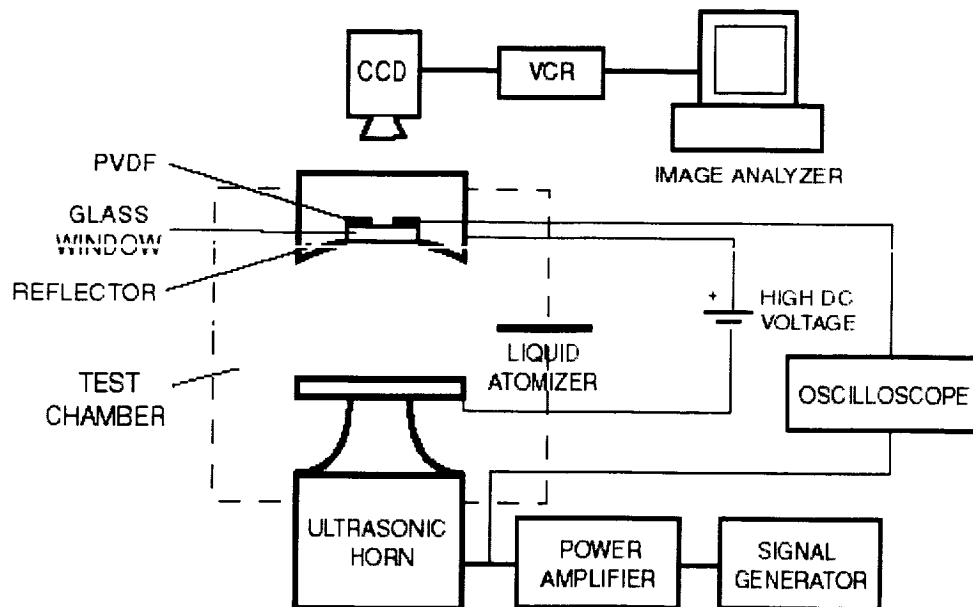 CCD
VCR
IMAGE ANALYZER
PVDF
GLASS
WINDOW
REFLECTOR
+
HIGH DC
VOLTAGE
LIQUID
ATOMIZER
TEST
CHAMBER
OSCILLOSCOPE
ULTRASONIC
HORN
POWER
AMPLIFIER
SIGNAL
GENERATOR